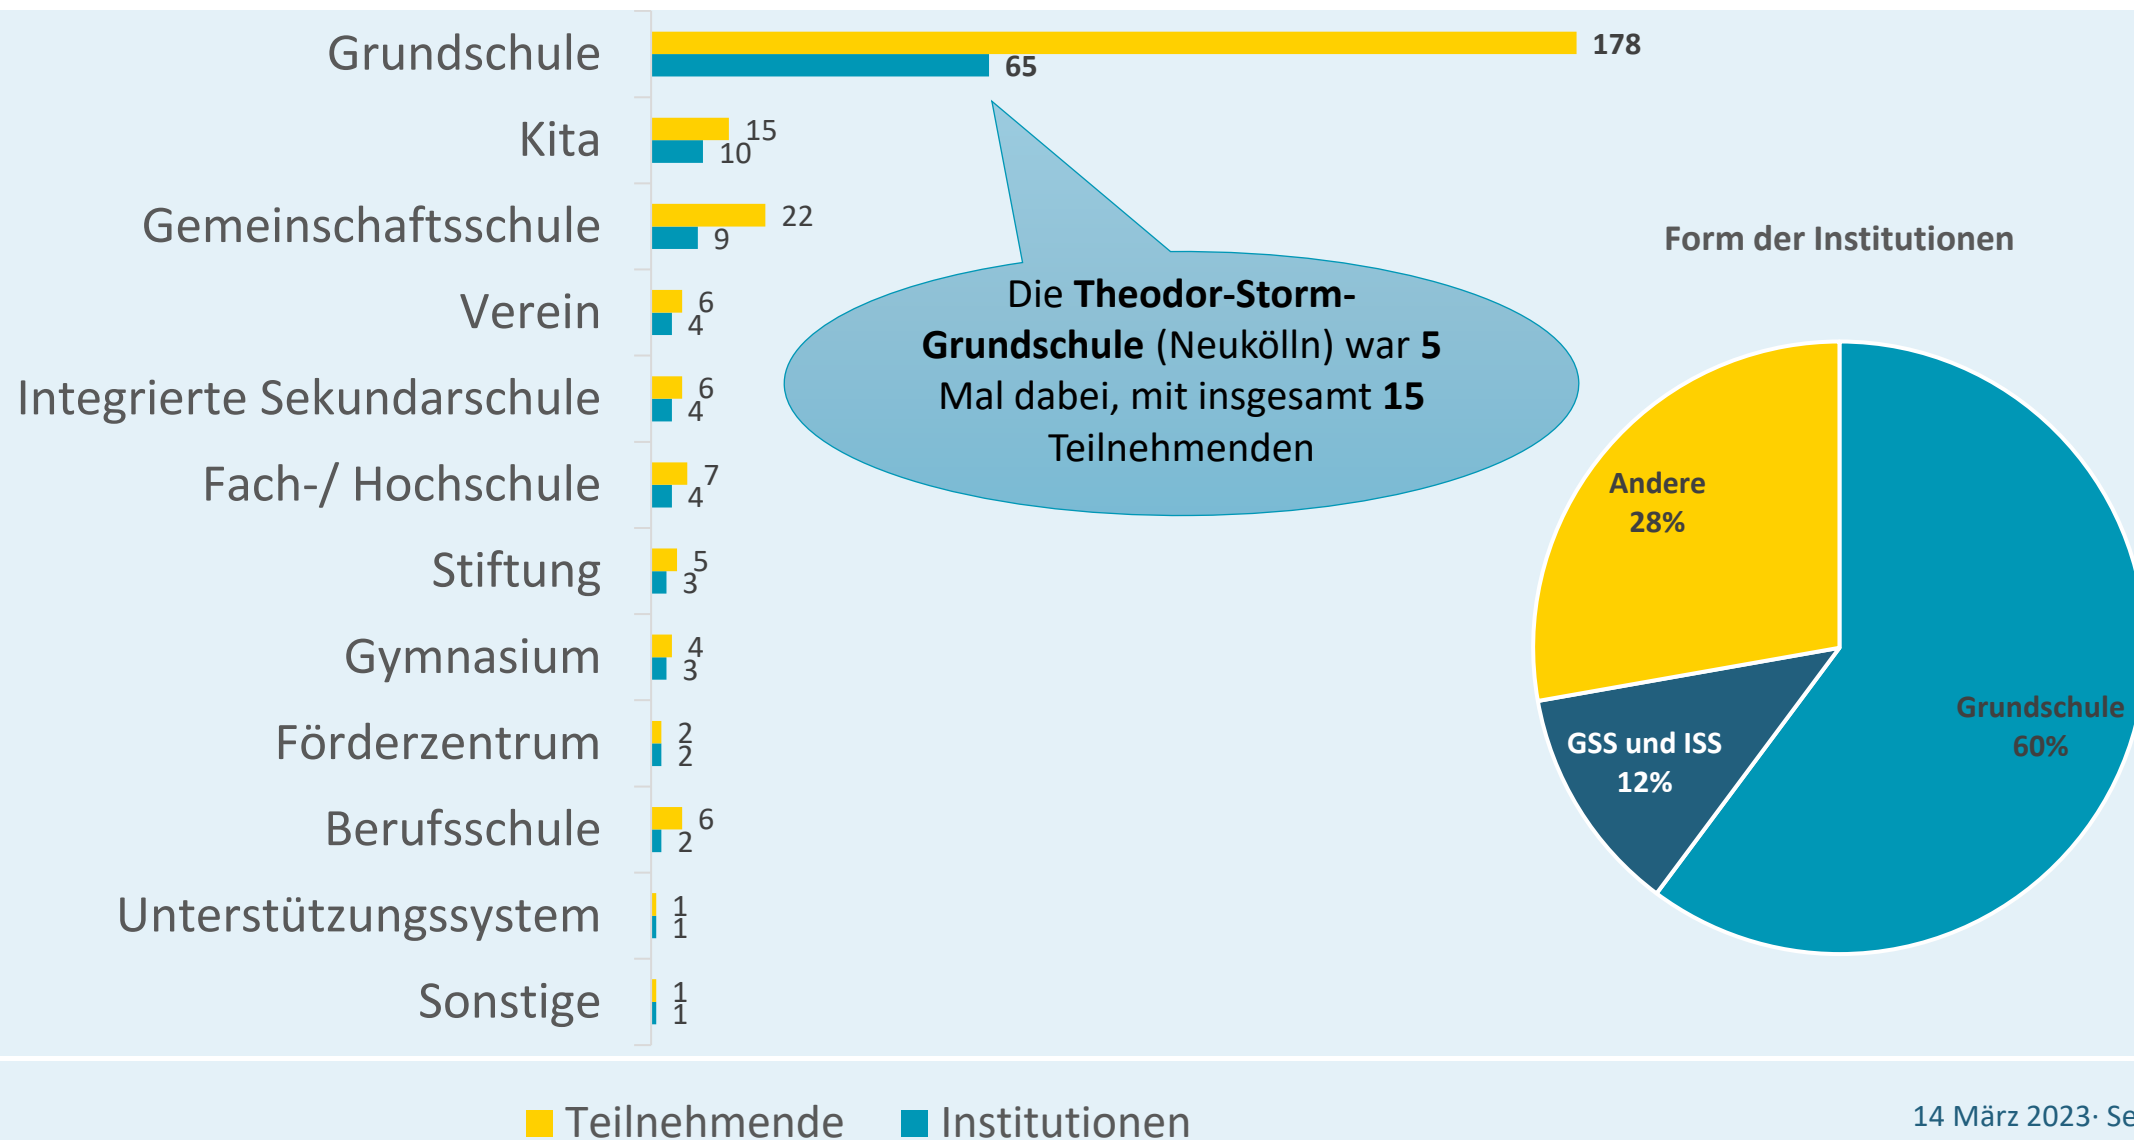 Grundschule
178
65
Kita
15
10
Gemeinschaftsschule
22
9
Verein
6
4
Integrierte Sekundarschule
6
4
Fach-/ Hochschule
7
4
Stiftung
5
3
Gymnasium
4
3
Förderzentrum
2
2
Berufsschule
6
2
Unterstützungssystem
1
1
Sonstige
1
1
Die Theodor-Storm-
Grundschule (Neukölln) war 5
Mal dabei, mit insgesamt 15
Teilnehmenden
Form der Institutionen
Andere
28%
GSS und ISS
12%
Grundschule
60%
Teilnehmende
Institutionen
14 März 2023· Se